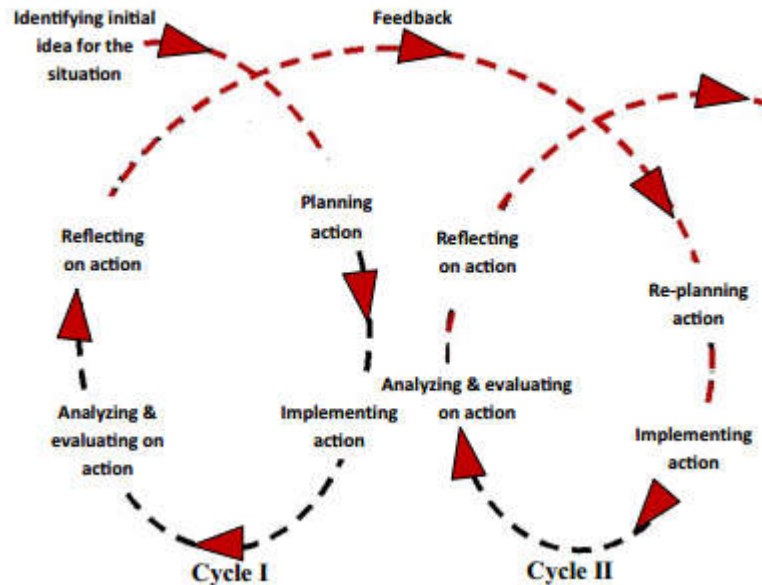 Identifying initial
idea for the
situation
Feedback
Planning
action
Reflecting
on action
Reflecting
on action
Re-planning
action
Analyzing &
evaluating on
action
Implementing
action
Analyzing & evaluating
on action
Implementing
action
Cycle I
Cycle II